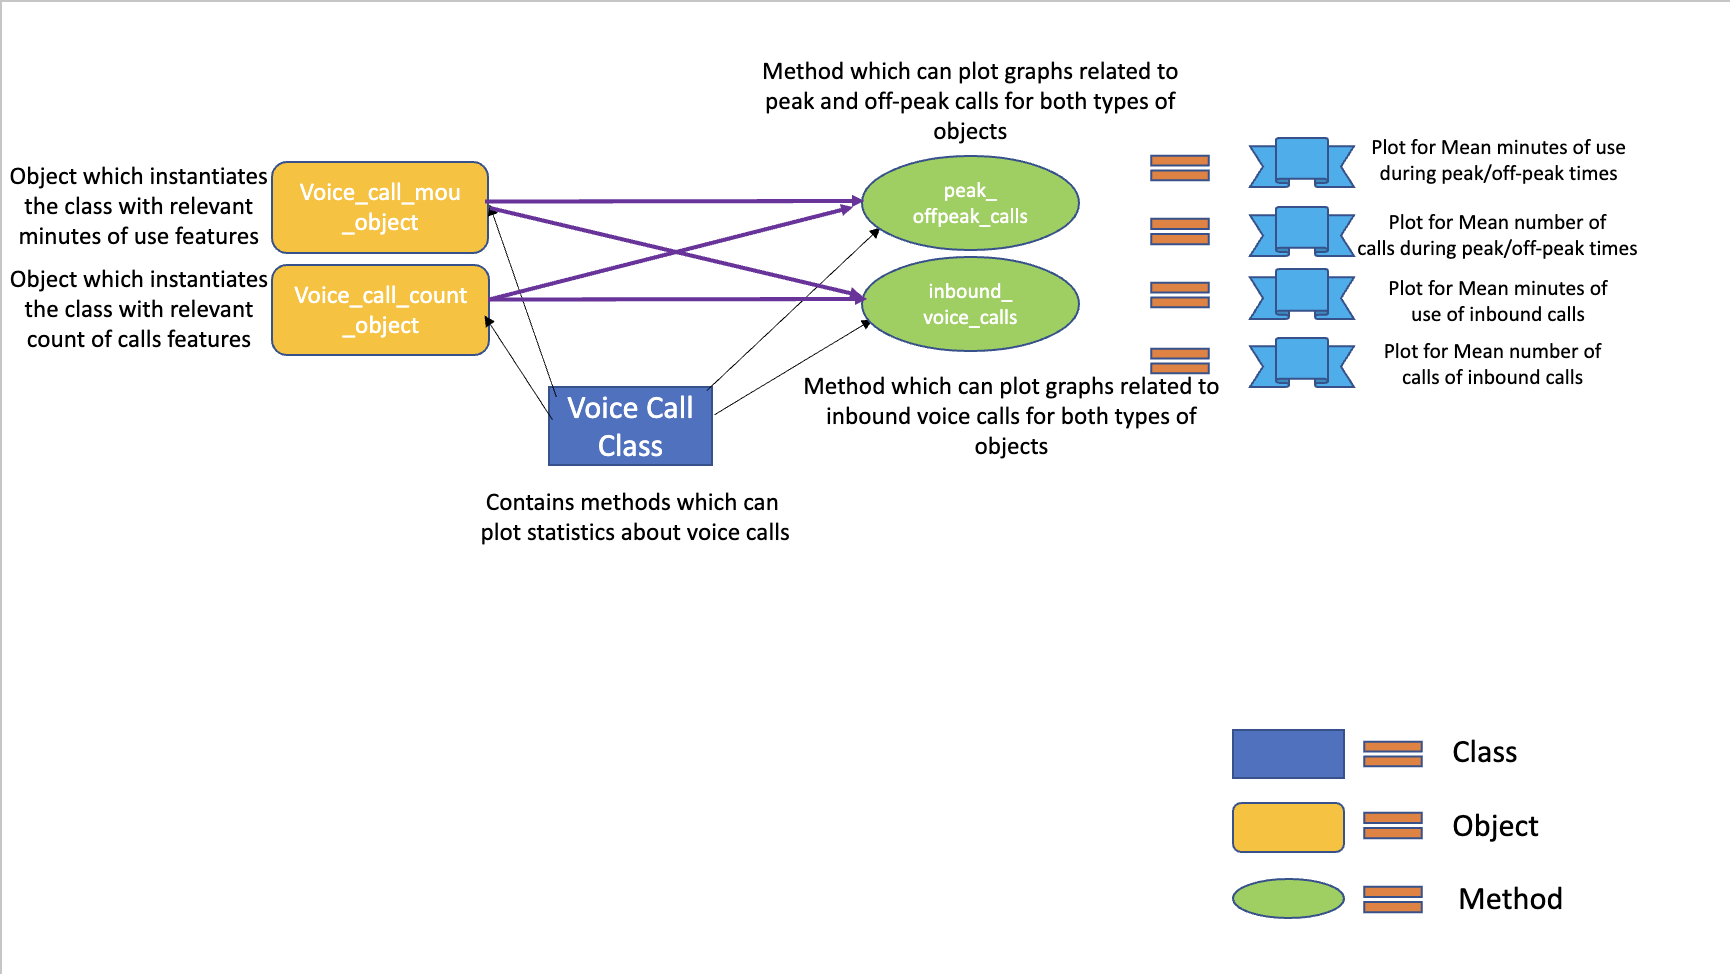 Method which can plot graphs related to
peak and off-peak calls for both types of
objects
Object which instantiates
the class with relevant
minutes of use features
Voice_call_mou
_object
peak_
offpeak_calls
Plot for Mean minutes of use
during peak/off-peak times
Plot for Mean number of
calls during peak/off-peak times
Object which instantiates
the class with relevant
count of calls features
Voice_call_count
_object
inbound_
voice_calls
Plot for Mean minutes of
use of inbound calls
Plot for Mean number of
calls of inbound calls
Voice Call
Class
Method which can plot graphs related to
inbound voice calls for both types of
objects
Contains methods which can
plot statistics about voice calls
Class
Object
Method